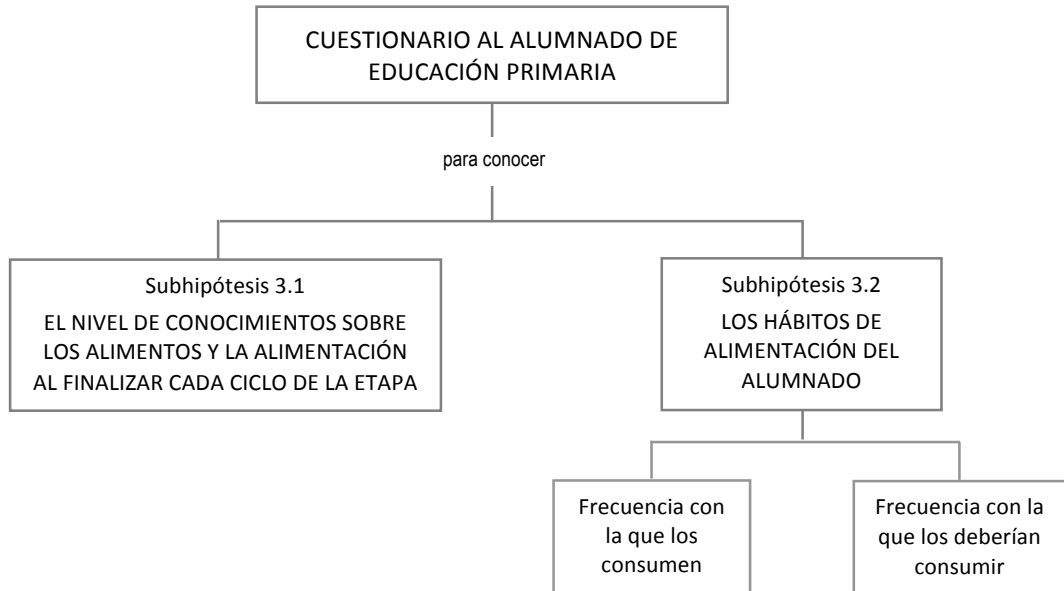 CUESTIONARIO AL ALUMNADO DE
EDUCACIÓN PRIMARIA
para conocer
Subhipótesis 3.1
EL NIVEL DE CONOCIMIENTOS SOBRE
LOS ALIMENTOS Y LA ALIMENTACIÓN
AL FINALIZAR CADA CICLO DE LA ETAPA
Subhipótesis 3.2
LOS HÁBITOS DE
ALIMENTACIÓN DEL
ALUMNADO
Frecuencia con
la que los
consumen
Frecuencia con la
que los deberían
consumir